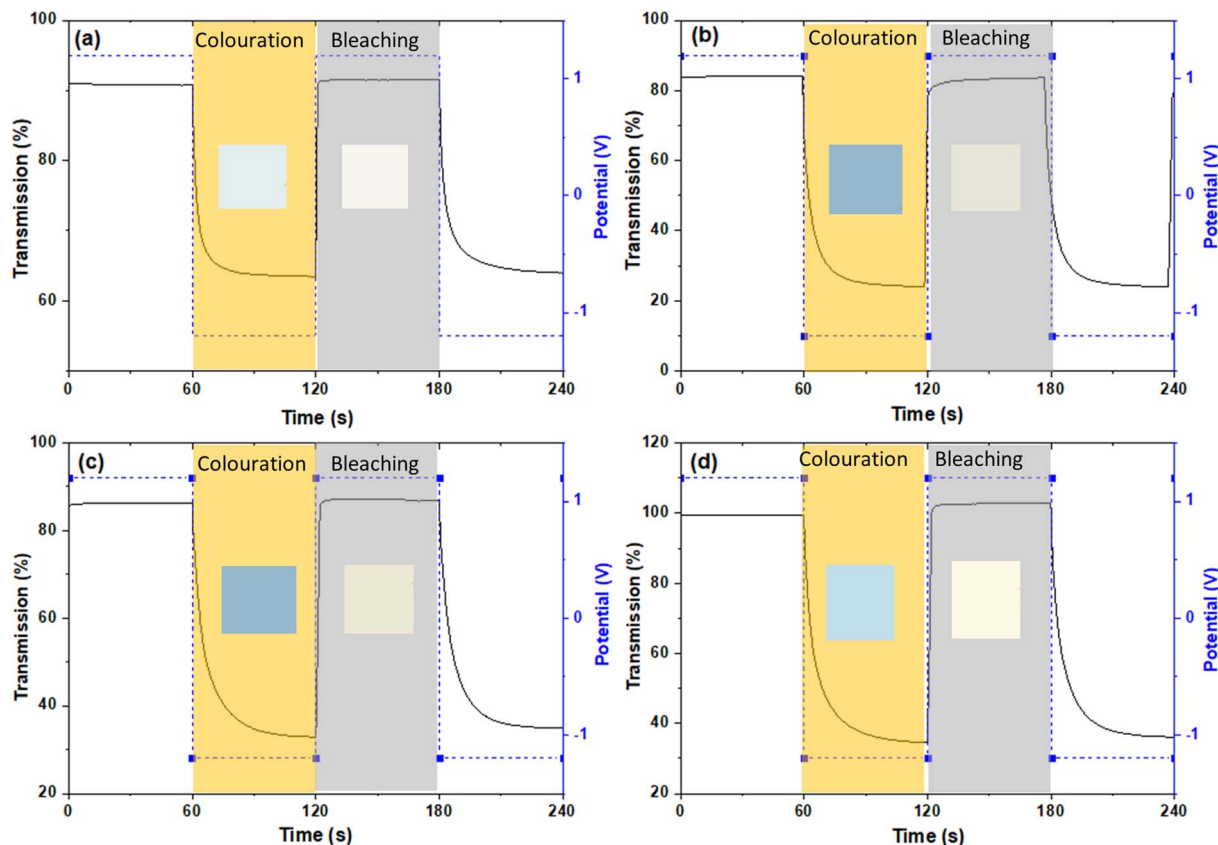 (a)
Colouration Bleaching
100
80
60
Transmission (%)
1
0
-1
Potential (V)
0 60 120 180 240
Time (s)
(b)
Colouration Bleaching
100
80
60
40
20
0
Transmission (%)
1
0
-1
Potential (V)
0 60 120 180 240
Time (s)
(c)
Colouration Bleaching
100
80
60
40
20
Transmission (%)
1
0
-1
Potential (V)
0 60 120 180 240
Time (s)
(d)
Colouration Bleaching
120
100
80
60
40
20
Transmission (%)
1
0
-1
Potential (V)
0 60 120 180 240
Time (s)